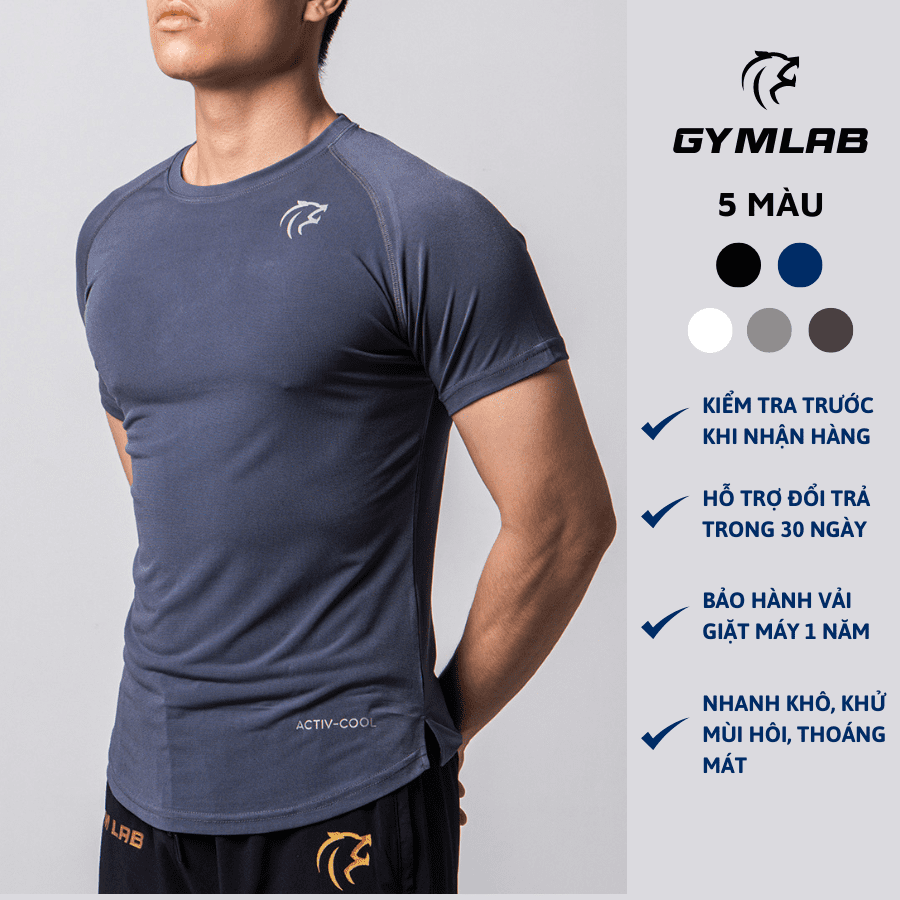 GYMLAB
5 MÀU
KIỂM TRA TRƯỚC
KHI NHẬN HÀNG
HỖ TRỢ ĐỔI TRẢ
TRONG 30 NGÀY
BẢO HÀNH VẢI
GIẶT MÁY 1 NĂM
NHANH KHÔ, KHỬ
MÙI HÔI, THOÁNG
MÁT
ACTIV-COOL
LAB